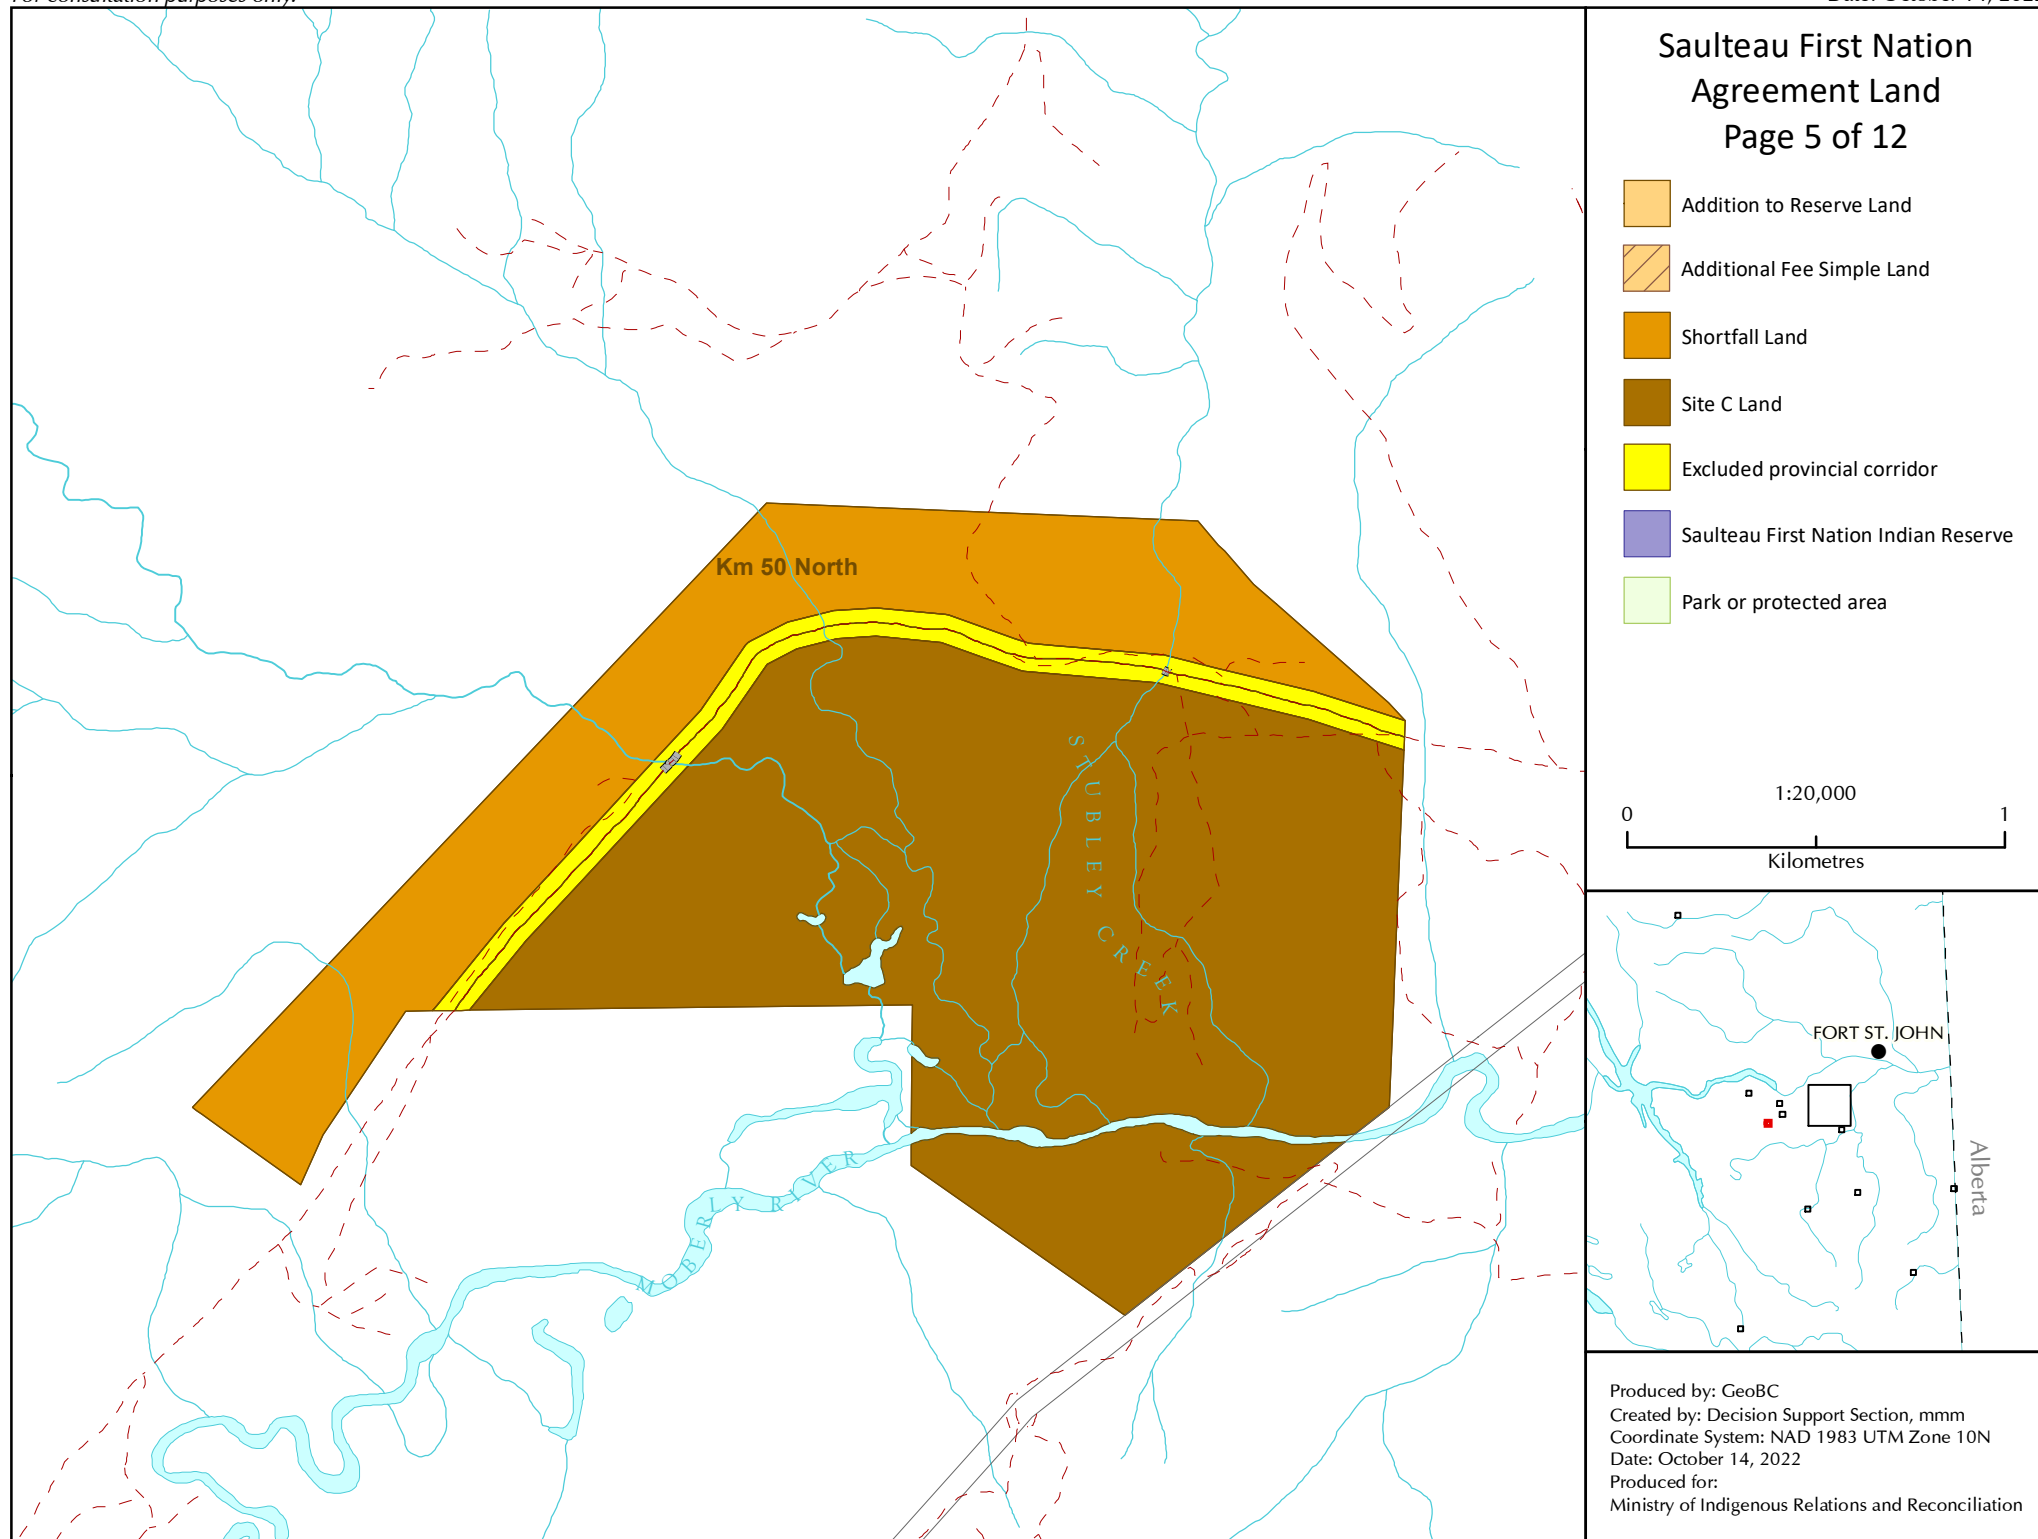 For consultation purposes only.
Saulteau First Nation
Agreement Land
Page 5 of 12
Addition to Reserve Land
Additional Fee Simple Land
Shortfall Land
Site C Land
Excluded provincial corridor
Saulteau First Nation Indian Reserve
Park or protected area
1:20,000
0 1
Kilometres
Km 50 North
STUBLEY CREEK
MOBERLY RIVER
FORT ST. JOHN
Alberta
Produced by: GeoBC
Created by: Decision Support Section, mmm
Coordinate System: NAD 1983 UTM Zone 10N
Date: October 14, 2022
Produced for:
Ministry of Indigenous Relations and Reconciliation